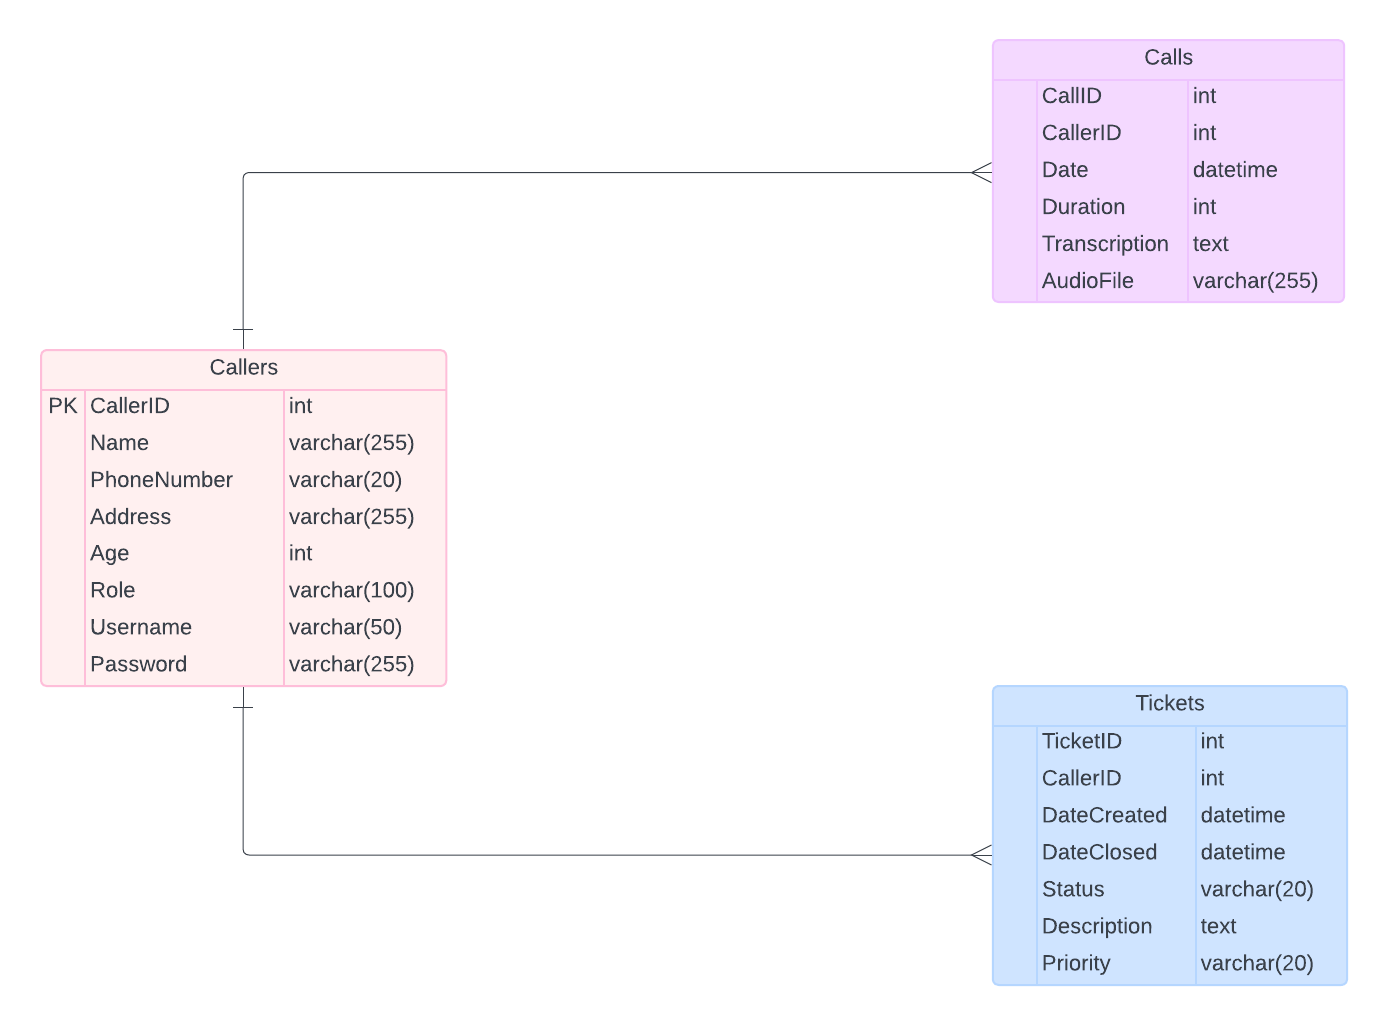 Calls
CallID int
CallerID int
Date datetime
Duration int
Transcription text
AudioFile varchar(255)
Callers
PK CallerID int
Name varchar(255)
PhoneNumber varchar(20)
Address varchar(255)
Age int
Role varchar(100)
Username varchar(50)
Password varchar(255)
Tickets
TicketID int
CallerID int
DateCreated datetime
DateClosed datetime
Status varchar(20)
Description text
Priority varchar(20)